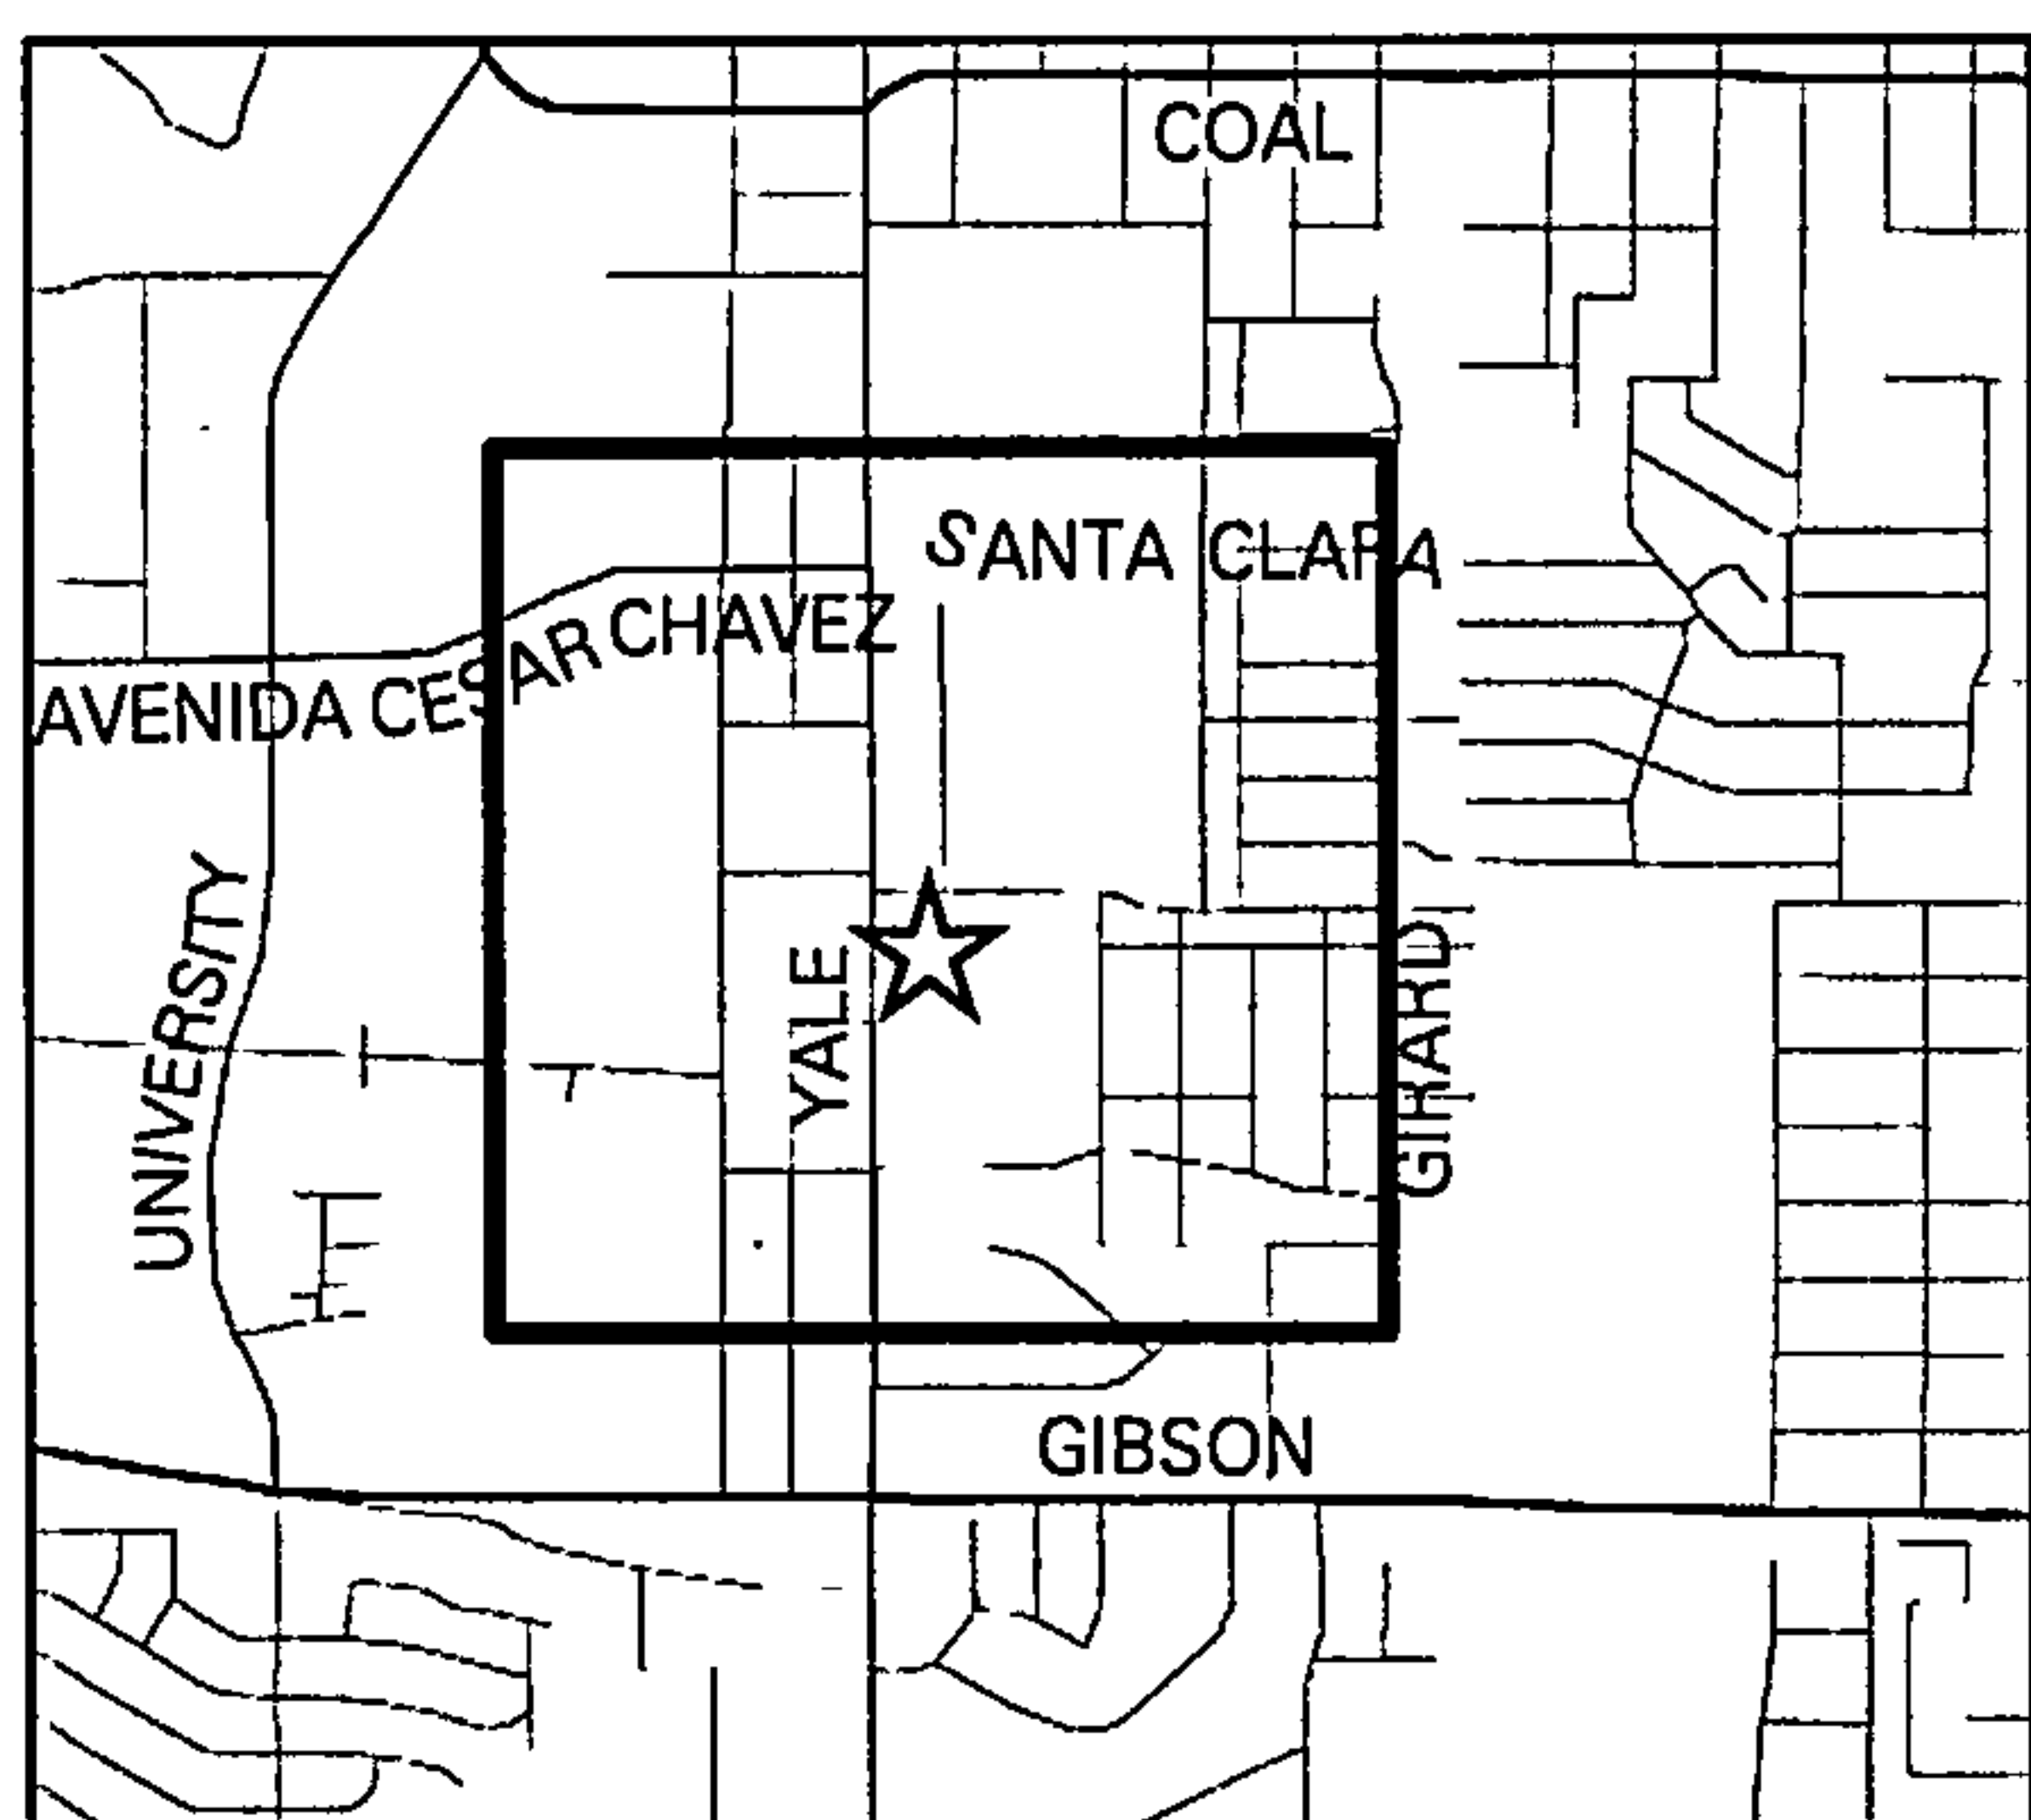 COAL
SANTA CLARA
AVENIDA CESAR CHAVEZ
UNIVERSITY
YALE
GIRARD
GIBSON